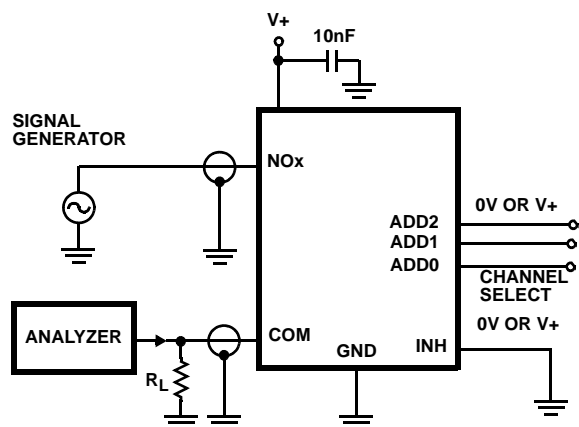 V+
10nF
SIGNAL
GENERATOR
NOx
ADD2
0V OR V+
ADD1
ADD0
CHANNEL
SELECT
ANALYZER
COM
0V OR V+
GND
INH
RL